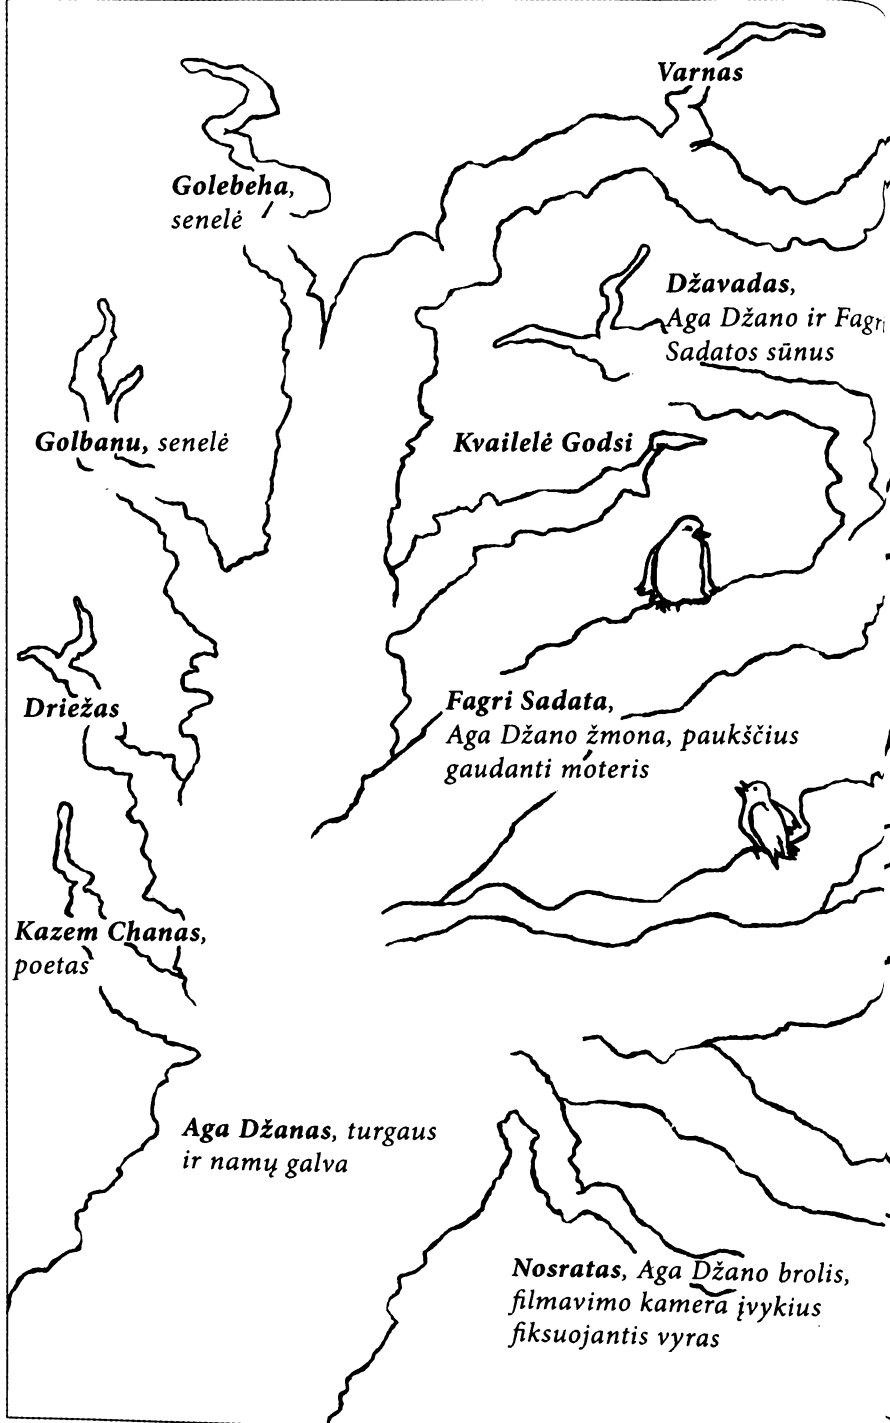 Varnas
Golebeha,
senelė
Džavadas,
Aga Džano ir Fagri
Sadatos sūnus
Golbanu, senelė
Kvailelė Godsi
Driežas
Fagri Sadata,
Aga Džano žmona, paukščius
gaudanti moteris
Kazem Chanas,
poetas
Aga Džanas, turgaus
ir namų galva
Nosratas, Aga Džano brolis,
filmavimo kamera įvykius
fiksuojantis vyras